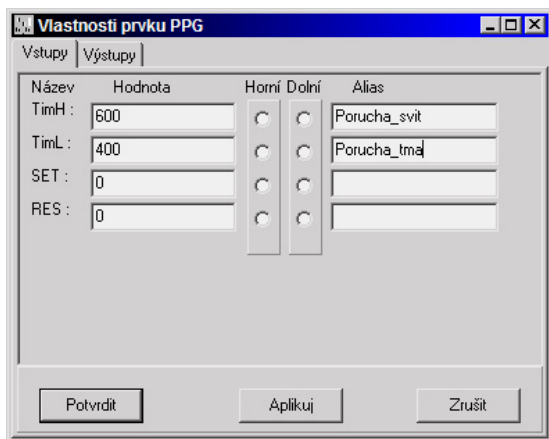 Vlastnosti prvku PPG
Vstupy Výstupy
Název Hodnota Horní Dolní Alias
TimH : 600 Porucha_svit
TimL : 400 Porucha_tma
SET : 0
RES : 0
Potvrdit Aplikuj Zrušit